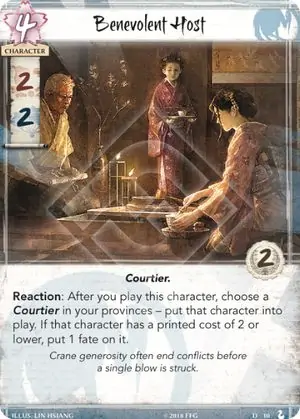 Benevolent Host
4
CHARACTER
2
2
2
Courtier.
Reaction: After you play this character, choose a
Courtier in your provinces – put that character into
play. If that character has a printed cost of 2 or
lower, put 1 fate on it.
Crane generosity often ends conflicts before
a single blow is struck.
ILLUS. LIN HSIANG
©2018 FFG
D 10